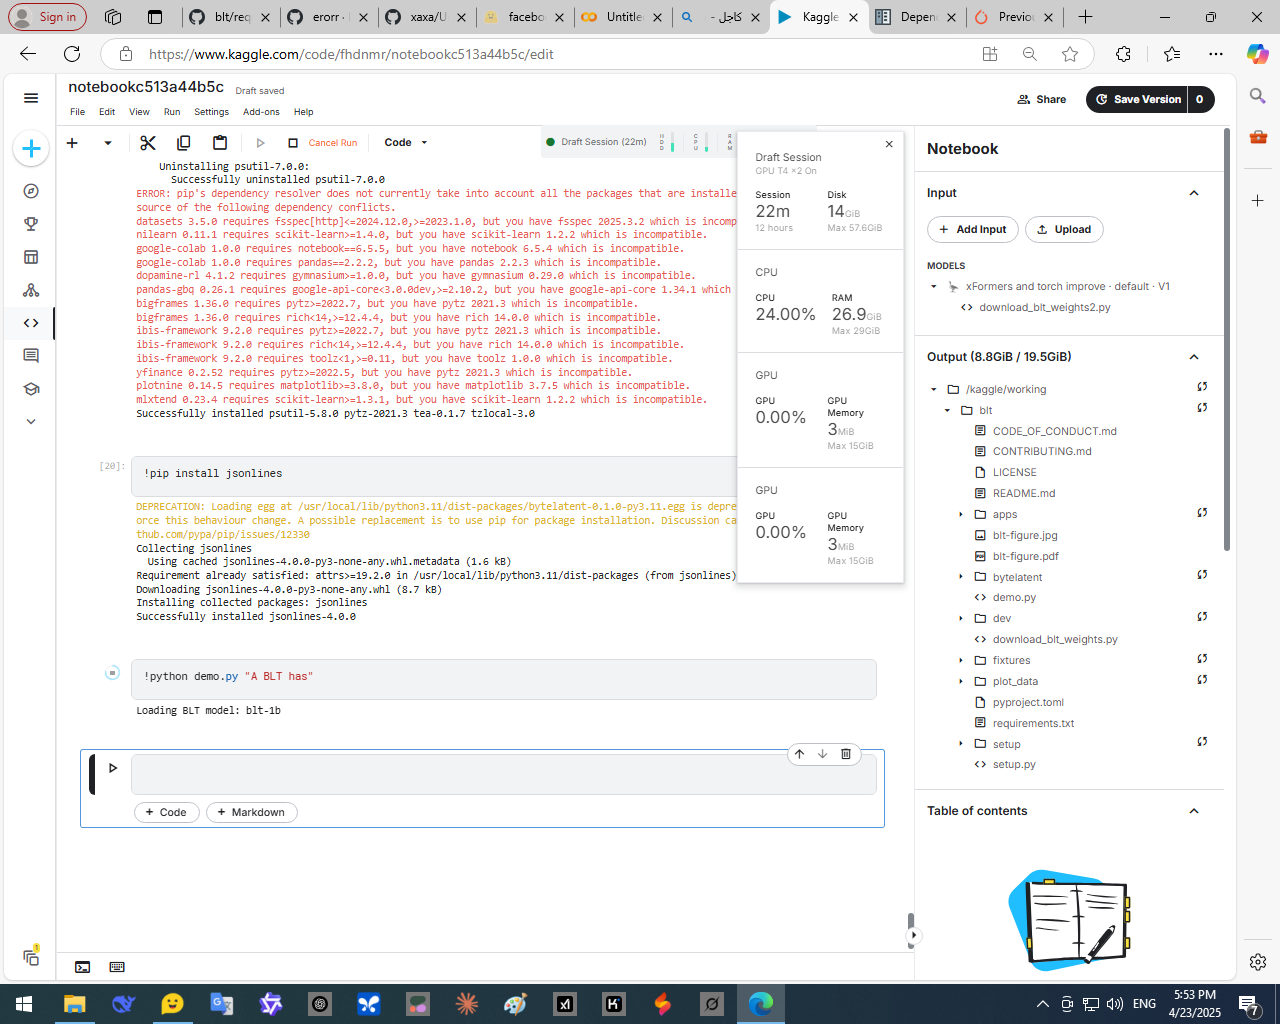 Sign in
blt/req
erorr ·
xaxa/U
facebo
Untitle
كاجل -
Kaggle
Depen
Previou
https://www.kaggle.com/code/fhdnmr/notebookc513a44b5c/edit
notebookc513a44b5c
Draft saved
File Edit View Run Settings Add-ons Help
Share
Save Version
0
Cancel Run
Code
Draft Session (22m)
HDD
CPU
RAM
Uninstalling psutil-7.0.0:
Successfully uninstalled psutil-7.0.0
ERROR: pip's dependency resolver does not currently take into account all the packages that are installe
source of the following dependency conflicts.
datasets 3.5.0 requires fsspec[http]<=2024.12.0,>=2023.1.0, but you have fsspec 2025.3.2 which is incomp
nilearn 0.11.1 requires scikit-learn>=1.4.0, but you have scikit-learn 1.2.2 which is incompatible.
google-colab 1.0.0 requires notebook==6.5.5, but you have notebook 6.5.4 which is incompatible.
google-colab 1.0.0 requires pandas==2.2.2, but you have pandas 2.2.3 which is incompatible.
dopamine-rl 4.1.2 requires gymnasium>=1.0.0, but you have gymnasium 0.29.0 which is incompatible.
pandas-gbq 0.26.1 requires google-api-core<3.0.0dev,>=2.10.2, but you have google-api-core 1.34.1 which
bigframes 1.36.0 requires pytz>=2022.7, but you have pytz 2021.3 which is incompatible.
bigframes 1.36.0 requires rich<14,>=12.4.4, but you have rich 14.0.0 which is incompatible.
ibis-framework 9.2.0 requires pytz>=2022.7, but you have pytz 2021.3 which is incompatible.
ibis-framework 9.2.0 requires rich<14,>=12.4.4, but you have rich 14.0.0 which is incompatible.
ibis-framework 9.2.0 requires toolz<1,>=0.11, but you have toolz 1.0.0 which is incompatible.
yfinance 0.2.52 requires pytz>=2022.5, but you have pytz 2021.3 which is incompatible.
plotnine 0.14.5 requires matplotlib>=3.8.0, but you have matplotlib 3.7.5 which is incompatible.
mlxtend 0.23.4 requires scikit-learn>=1.3.1, but you have scikit-learn 1.2.2 which is incompatible.
Successfully installed psutil-5.8.0 pytz-2021.3 tea-0.1.7 tzlocal-3.0
[20]:
!pip install jsonlines
DEPRECATION: Loading egg at /usr/local/lib/python3.11/dist-packages/bytelatent-0.1.0-py3.11.egg is depre
orce this behaviour change. A possible replacement is to use pip for package installation. Discussion ca
thub.com/pypa/pip/issues/12330
Collecting jsonlines
Using cached jsonlines-4.0.0-py3-none-any.whl.metadata (1.6 kB)
Requirement already satisfied: attrs>=19.2.0 in /usr/local/lib/python3.11/dist-packages (from jsonlines)
Downloading jsonlines-4.0.0-py3-none-any.whl (8.7 kB)
Installing collected packages: jsonlines
Successfully installed jsonlines-4.0.0
!python demo.py "A BLT has"
Loading BLT model: blt-1b
+ Code
+ Markdown
Draft Session
GPU T4 ×2 On
Session Disk
22m 14GiB
12 hours Max 57.6GiB
CPU
CPU RAM
24.00% 26.9GiB
Max 29GiB
GPU
GPU GPU Memory
0.00% 3MiB
Max 15GiB
GPU
GPU GPU Memory
0.00% 3MiB
Max 15GiB
Notebook
Input
+ Add Input
Upload
MODELS
xFormers and torch improve · default · V1
download_blt_weights2.py
Output (8.8GiB / 19.5GiB)
/kaggle/working
blt
CODE_OF_CONDUCT.md
CONTRIBUTING.md
LICENSE
README.md
apps
blt-figure.jpg
blt-figure.pdf
bytelatent
demo.py
dev
download_blt_weights.py
fixtures
plot_data
pyproject.toml
requirements.txt
setup
setup.py
Table of contents
1
ENG
5:53 PM
4/23/2025
7